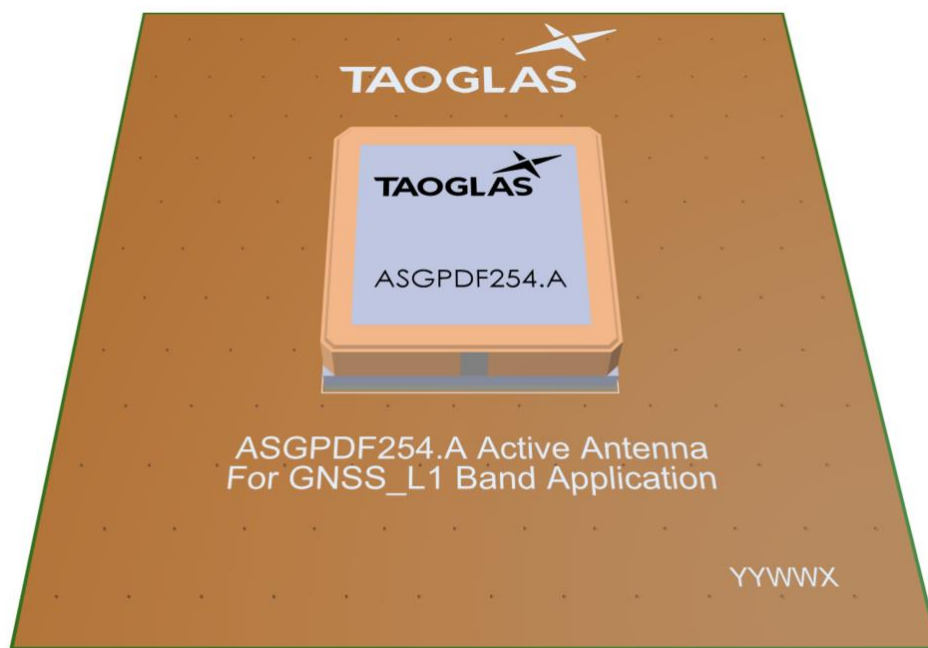 TAOGLAS
TAOGLAS
ASGPDF254.A
ASGPDF254.A Active Antenna
For GNSS_L1 Band Application
YYWWX